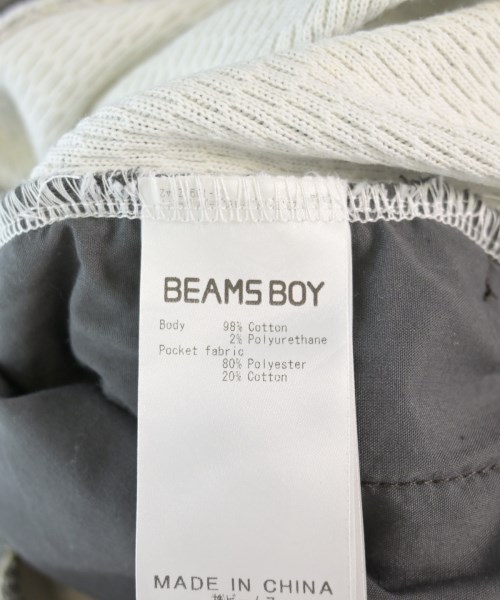 BEAMS BOY
Body 98% Cotton
2% Polyurethane
Pocket fabric
80% Polyester
20% Cotton
MADE IN CHINA